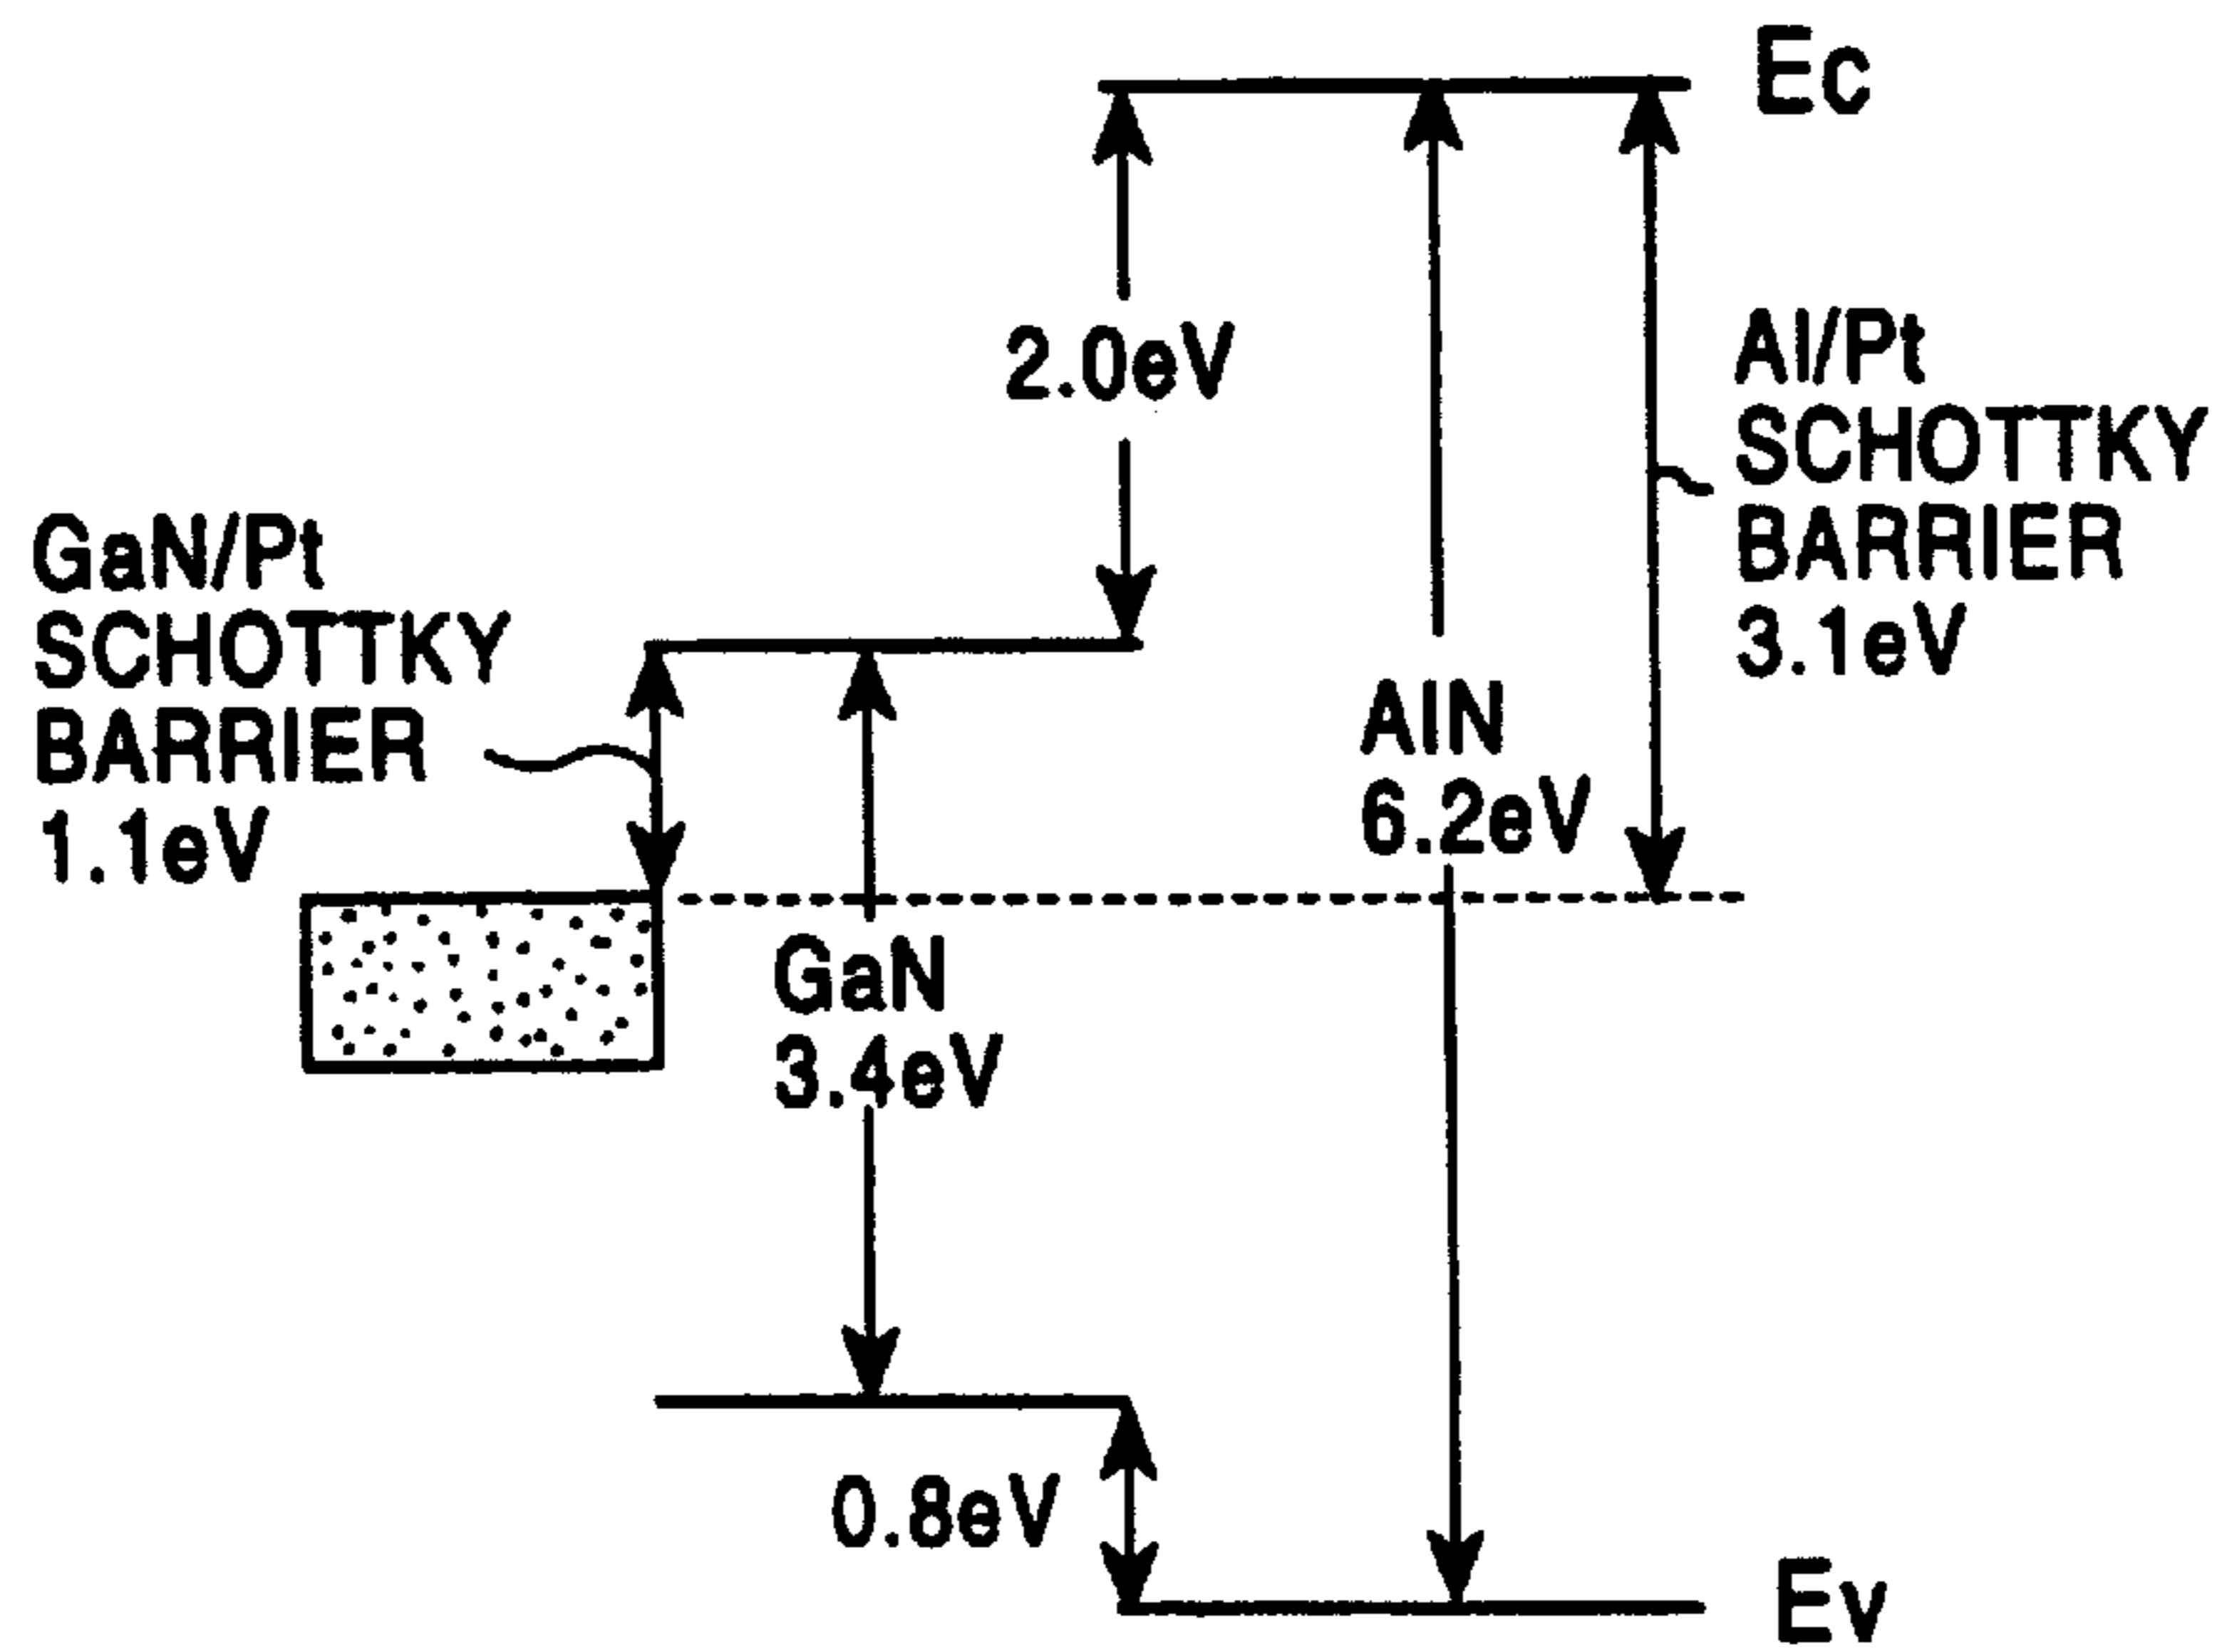 Ec
2.0eV
Al/Pt
SCHOTTKY
BARRIER
3.1eV
GaN/Pt
SCHOTTKY
BARRIER
1.1eV
AlN
6.2eV
GaN
3.4eV
0.8eV
Ev